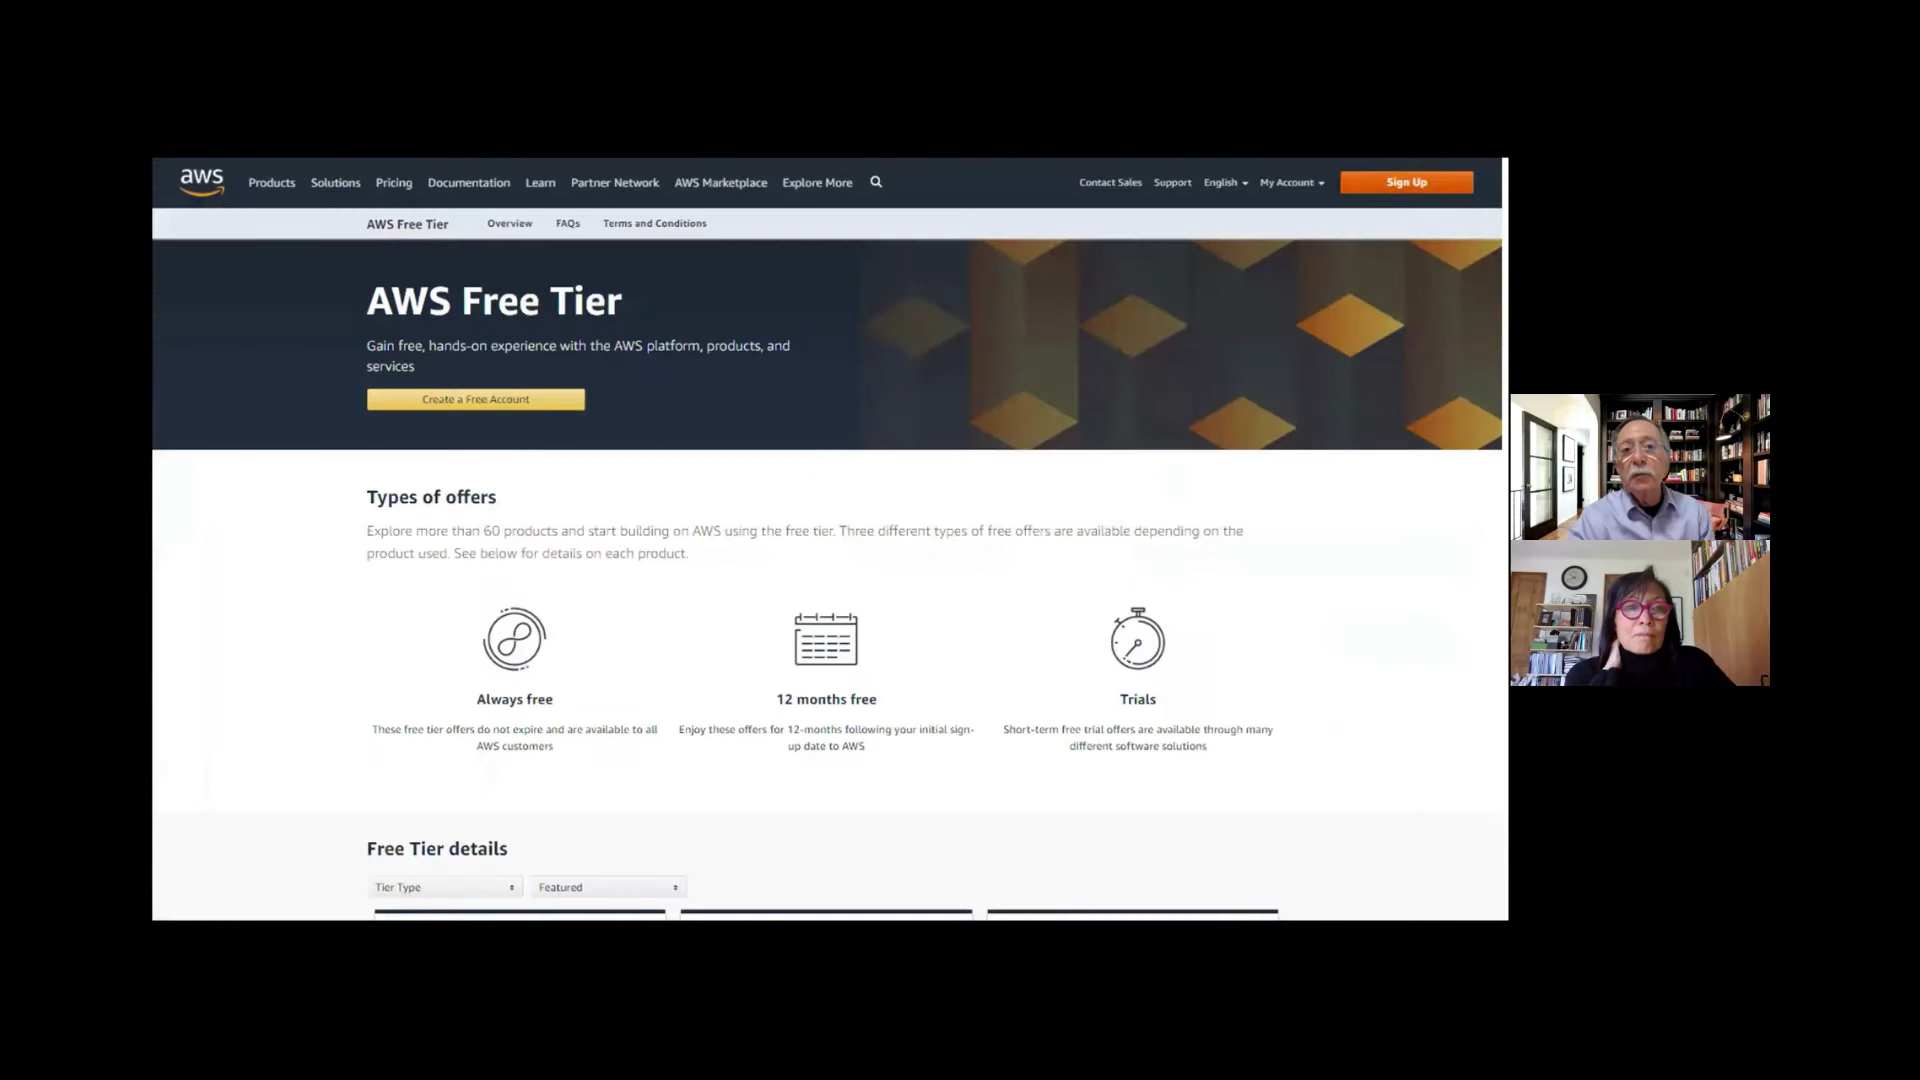 aws
Products Solutions Pricing Documentation Learn Partner Network AWS Marketplace Explore More
Contact Sales Support English My Account Sign Up
AWS Free Tier Overview FAQs Terms and Conditions
AWS Free Tier
Gain free, hands-on experience with the AWS platform, products, and
services
Create a Free Account
Types of offers
Explore more than 60 products and start building on AWS using the free tier. Three different types of free offers are available depending on the
product used. See below for details on each product.
Always free
These free tier offers do not expire and are available to all
AWS customers
12 months free
Enjoy these offers for 12-months following your initial sign-
up date to AWS
Trials
Short-term free trial offers are available through many
different software solutions
Free Tier details
Tier Type Featured